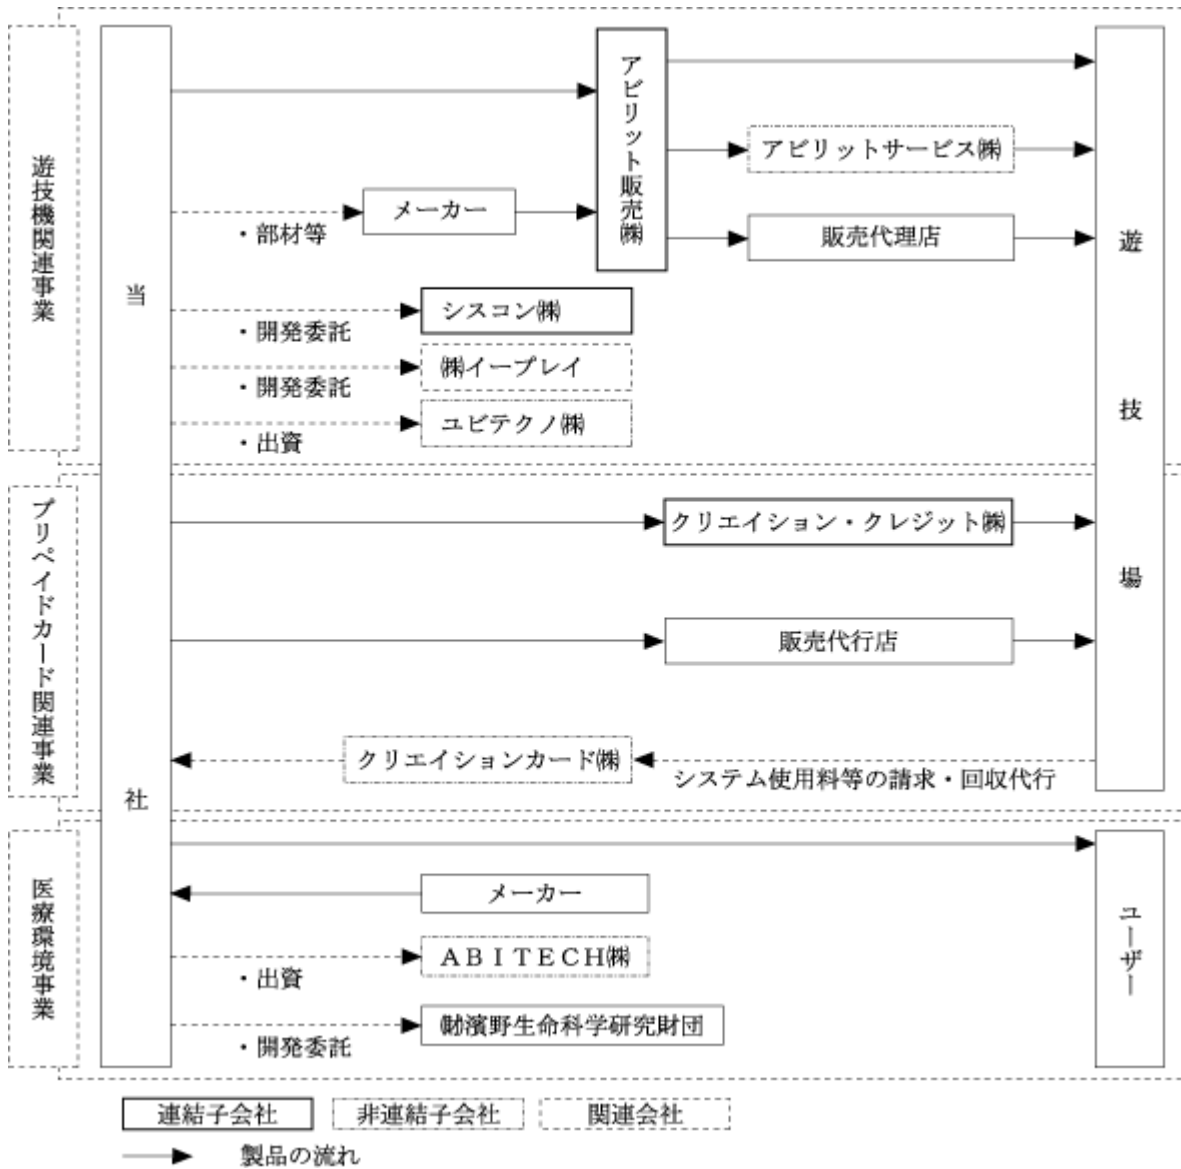 遊技機関連事業
当社
アビリット販売㈱
アビリットサービス㈱
メーカー
・部材等
販売代理店
シスコン㈱
・開発委託
㈱イープレイ
・開発委託
ユビテクノ㈱
・出資
遊技場
プリペイドカード関連事業
クリエイション・クレジット㈱
販売代行店
クリエイションカード㈱
システム使用料等の請求・回収代行
医療環境事業
メーカー
ＡＢＩＴＥＣＨ㈱
・出資
㈶濱野生命科学研究財団
・開発委託
ユーザー
連結子会社 非連結子会社 関連会社
製品の流れ